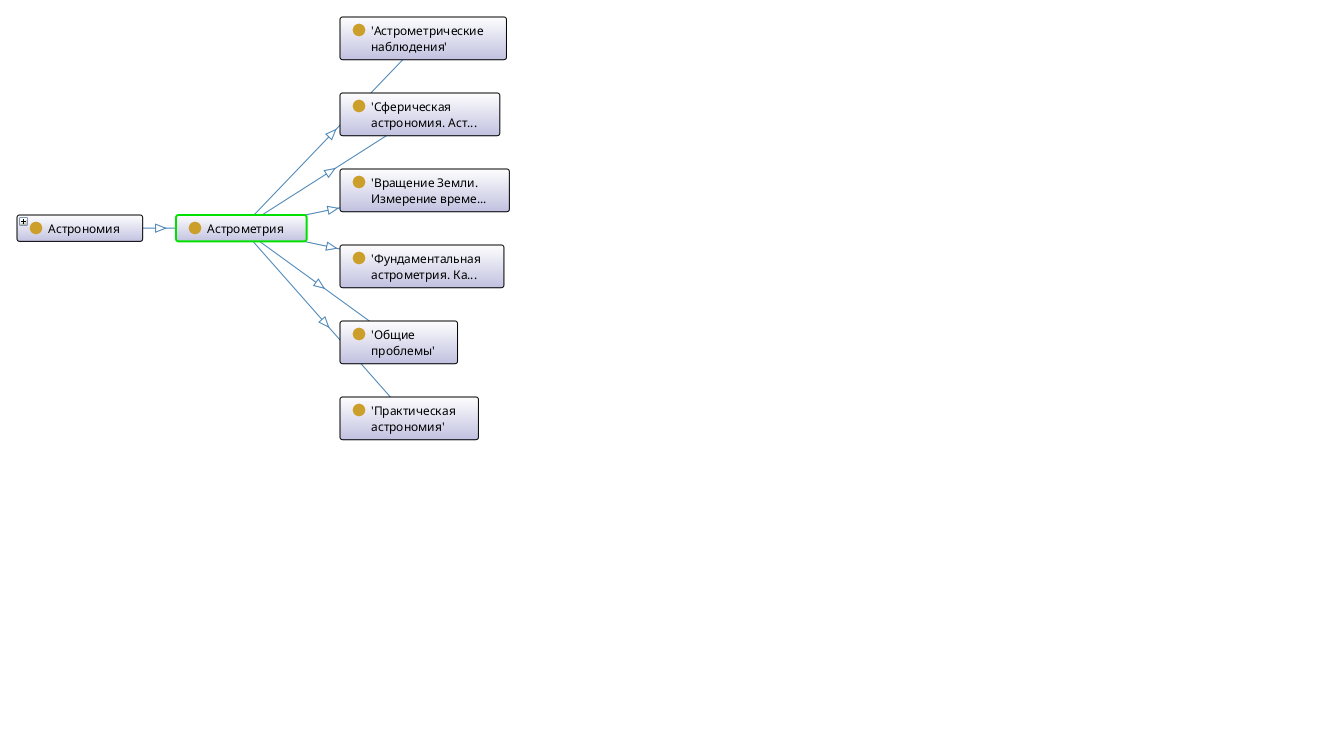 'Астрометрические
наблюдения'
'Сферическая
астрономия. Аст...
'Вращение Земли.
Измерение време...
Астрономия
Астрометрия
'Фундаментальная
астрометрия. Ка...
'Общие
проблемы'
'Практическая
астрономия'